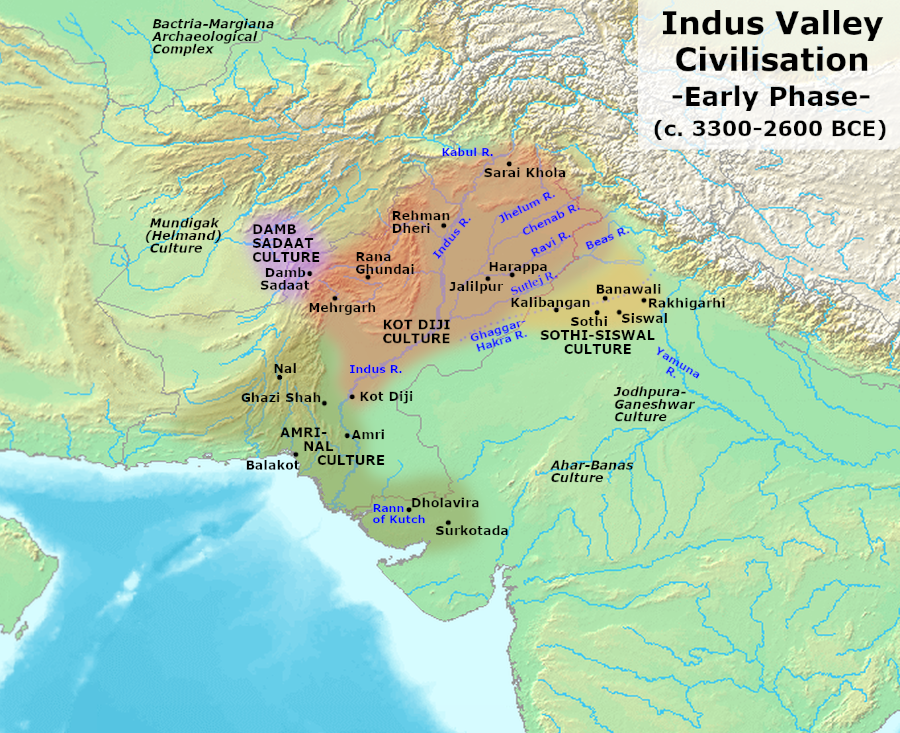 Indus Valley
Civilisation
-Early Phase-
(c. 3300-2600 BCE)
Bactria-Margiana
Archaeological
Complex
Kabul R.
Sarai Khola
Mundigak
(Helmand)
Culture
DAMB
SADAAT
CULTURE
Damb
Sadaat
Rehman
Dheri
Indus R.
Jhelum R.
Chenab R.
Ravi R.
Beas R.
Rana
Ghundai
Harappa
Jalilpur
Sutlej R.
Mehrgarh
Kalibangan
Banawali
Rakhigarhi
Sothi
Siswal
KOT DIJI
CULTURE
Ghaggar-
Hakra R.
SOTHI-SISWAL
CULTURE
Yamuna
R.
Nal
Indus R.
Ghazi Shah
Kot Diji
Jodhpura-
Ganeshwar
Culture
AMRI-
NAL
CULTURE
Amri
Balakot
Ahar-Banas
Culture
Rann
of Kutch
Dholavira
Surkotada